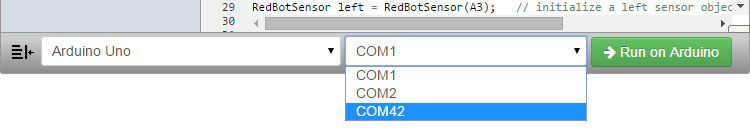 29 RedBotSensor left = RedBotSensor(A3); // initialize a left sensor objec
30
Arduino Uno COM1 Run on Arduino
COM1
COM2
COM42